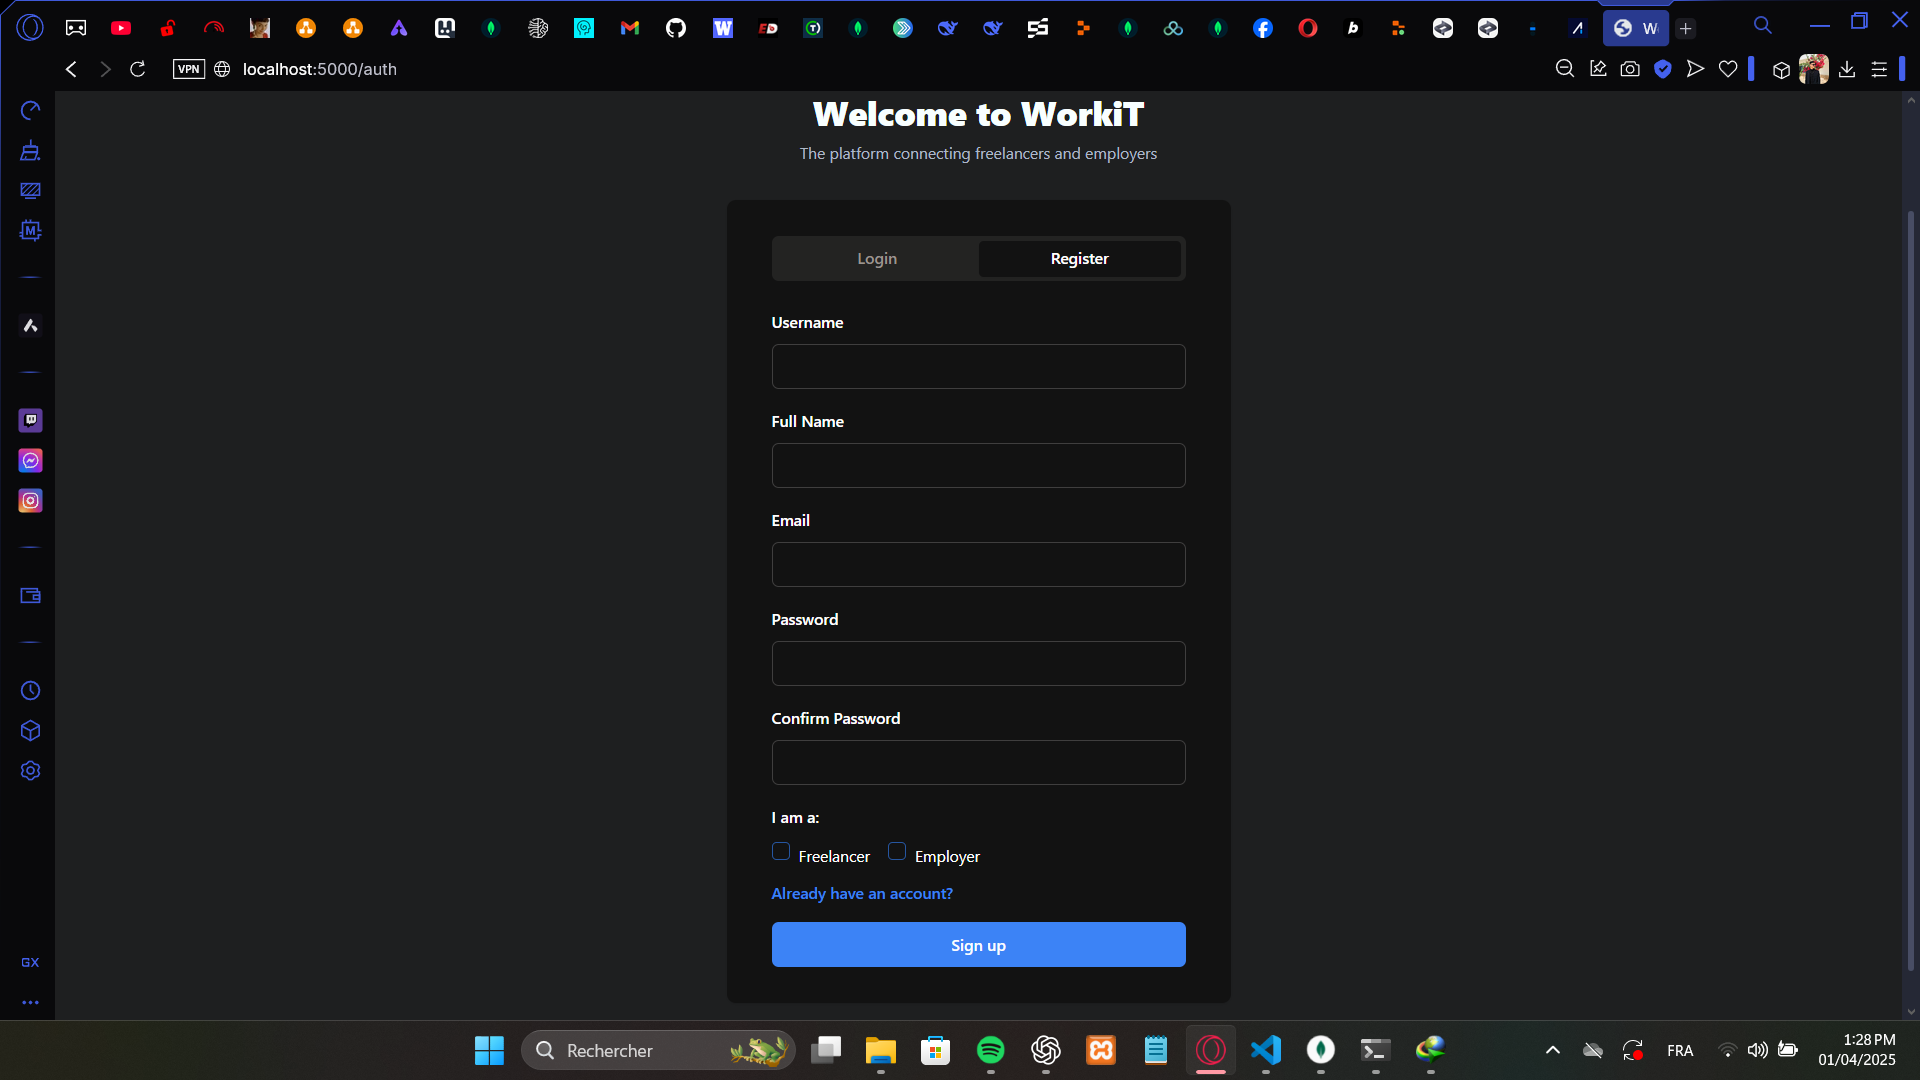 W
ED
W
VPN
localhost:5000/auth
Welcome to WorkiT
The platform connecting freelancers and employers
Login
Register
Username
Full Name
Email
Password
Confirm Password
I am a:
Freelancer
Employer
Already have an account?
Sign up
M
GX
Rechercher
FRA
1:28 PM
01/04/2025